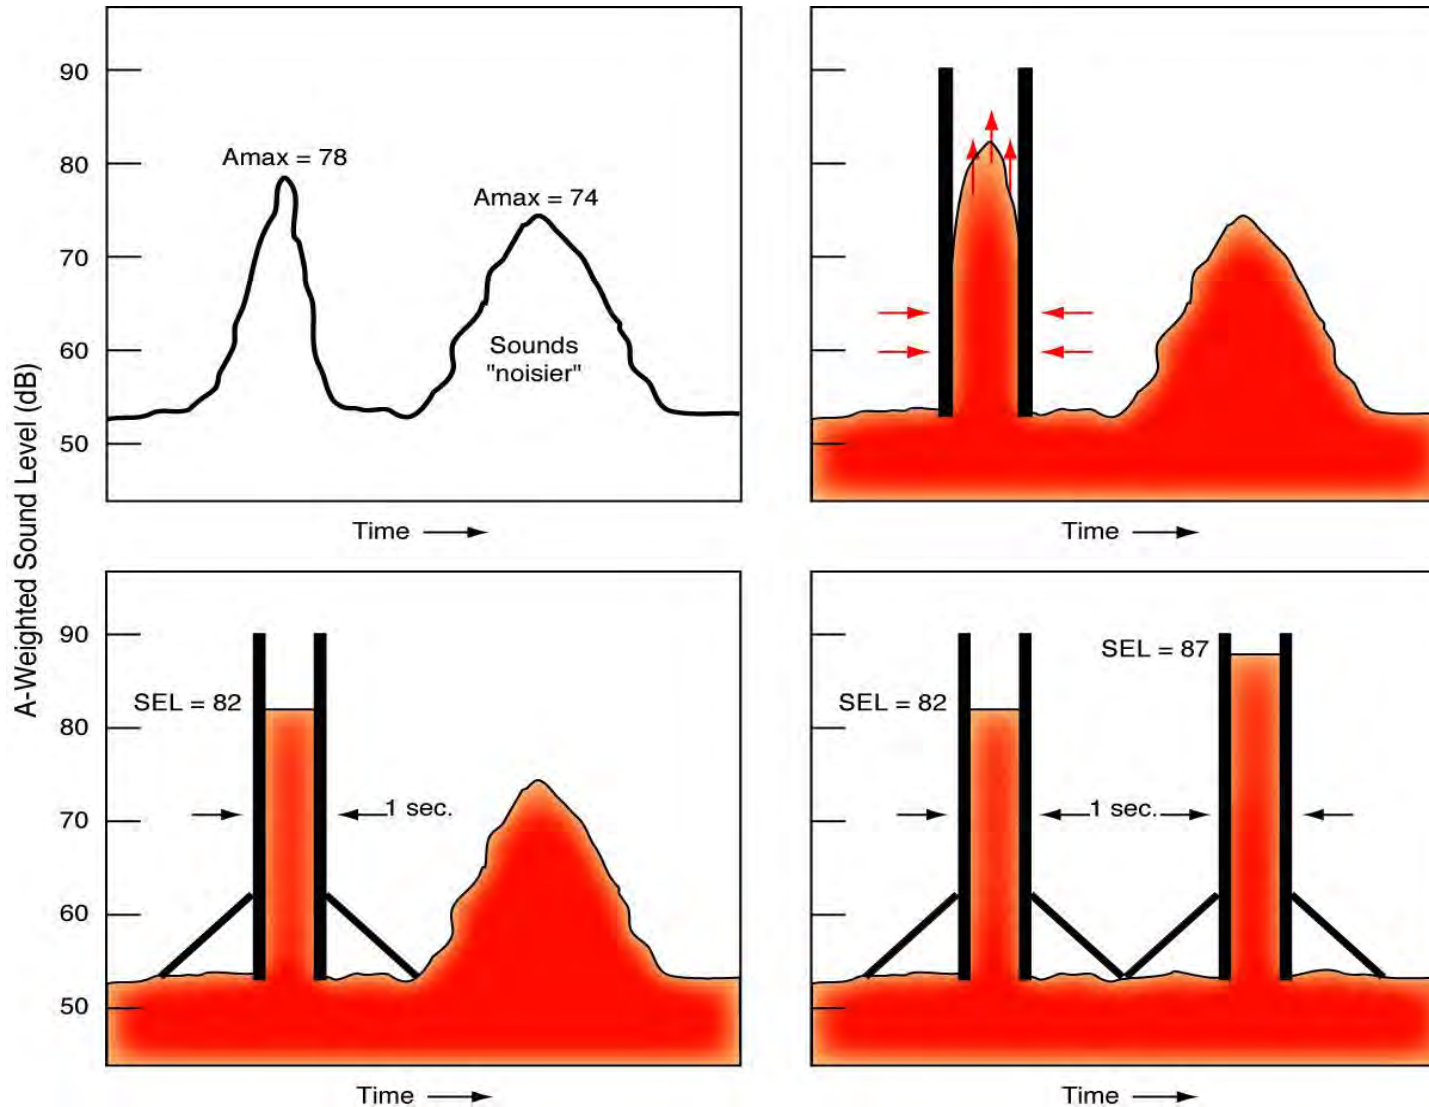 A-Weighted Sound Level (dB)
90
80
70
60
50
Amax = 78
Amax = 74
Sounds
"noisier"
Time
Time
90
80
70
60
50
SEL = 82
1 sec.
Time
SEL = 87
SEL = 82
1 sec.
Time